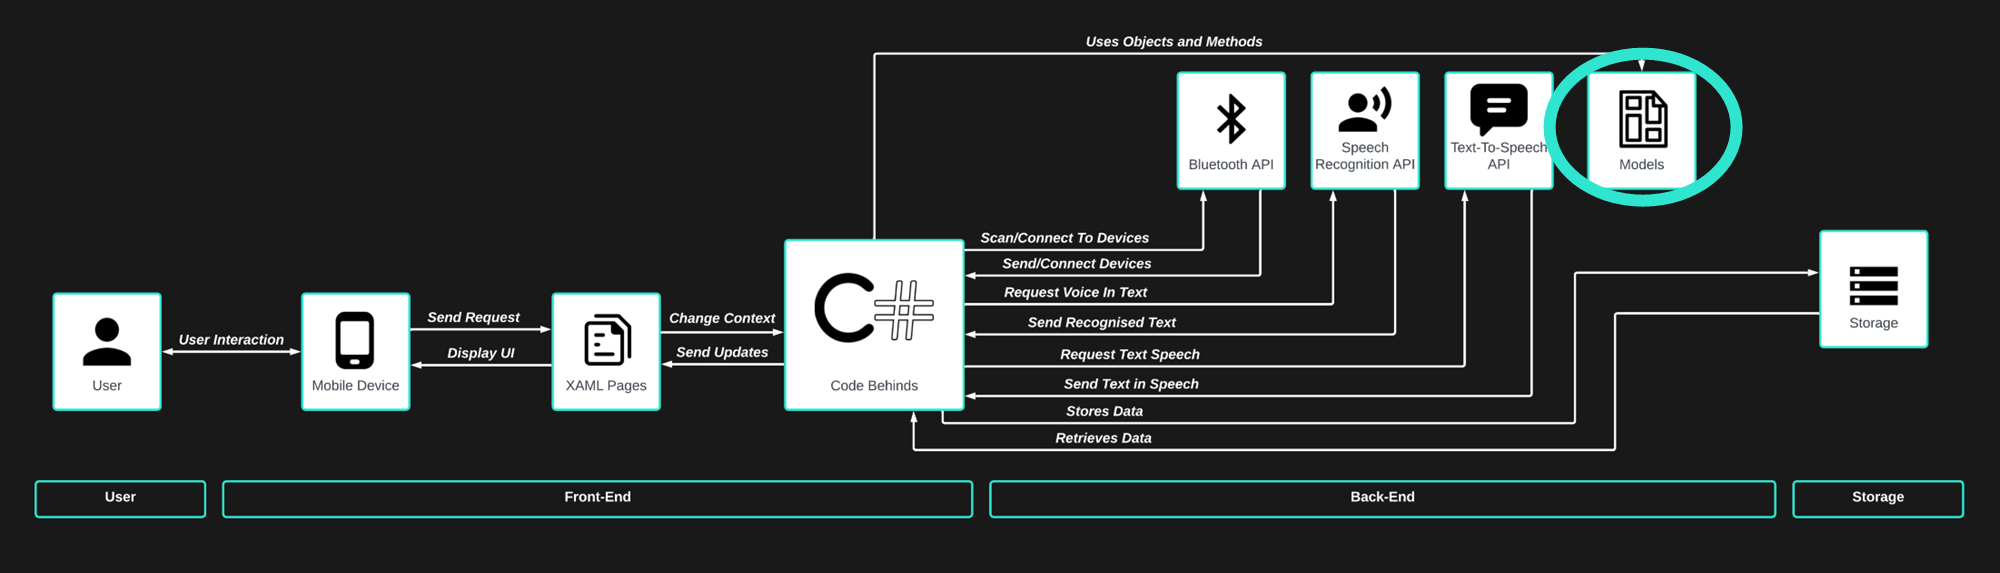 Uses Objects and Methods
Bluetooth API
Speech
Recognition API
Text-To-Speech
API
Models
Scan/Connect To Devices
Send/Connect Devices
Request Voice In Text
Send Recognised Text
Request Text Speech
Send Text in Speech
Stores Data
Retrieves Data
Storage
User Interaction
Send Request
Display UI
Change Context
Send Updates
C#
User
Mobile Device
XAML Pages
Code Behinds
User
Front-End
Back-End
Storage